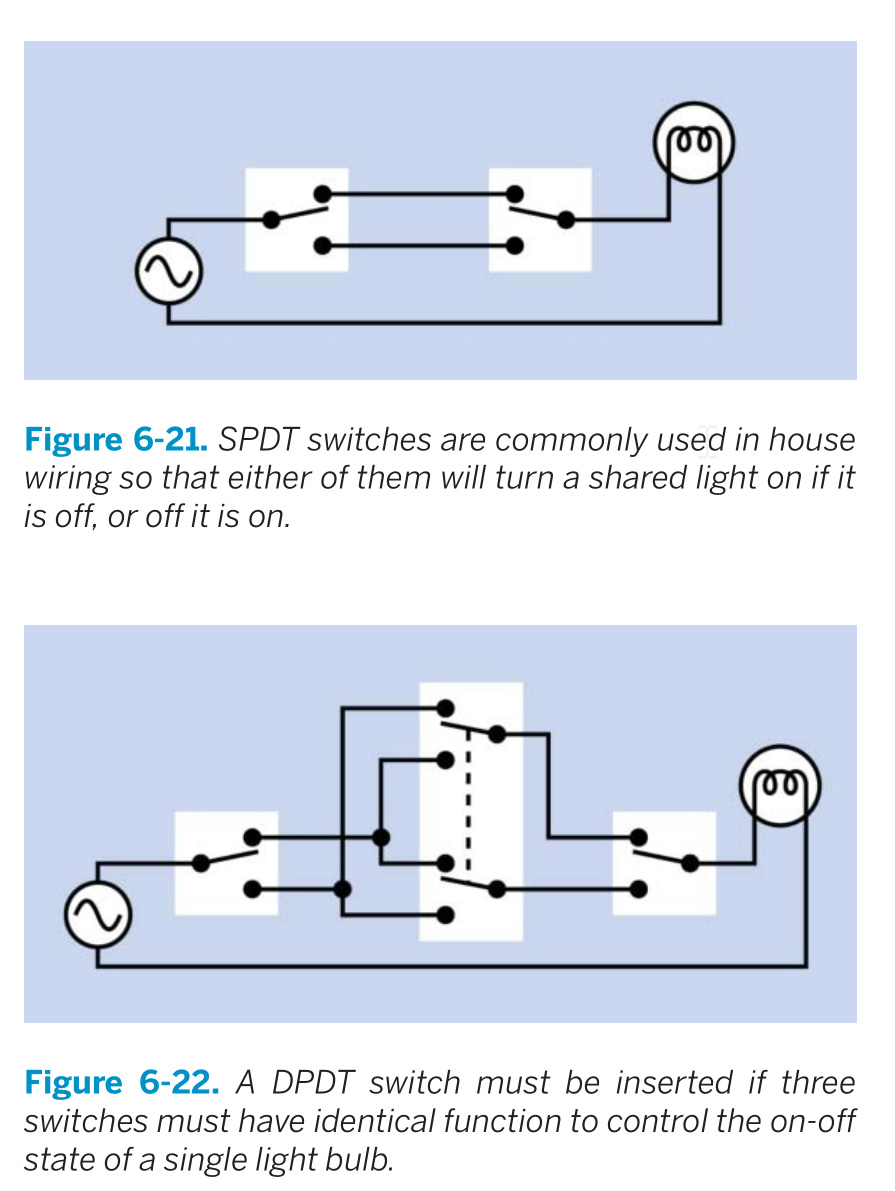 Figure 6-21. SPDT switches are commonly used in house
wiring so that either of them will turn a shared light on if it
is off, or off it is on.
Figure 6-22. A DPDT switch must be inserted if three
switches must have identical function to control the on-off
state of a single light bulb.